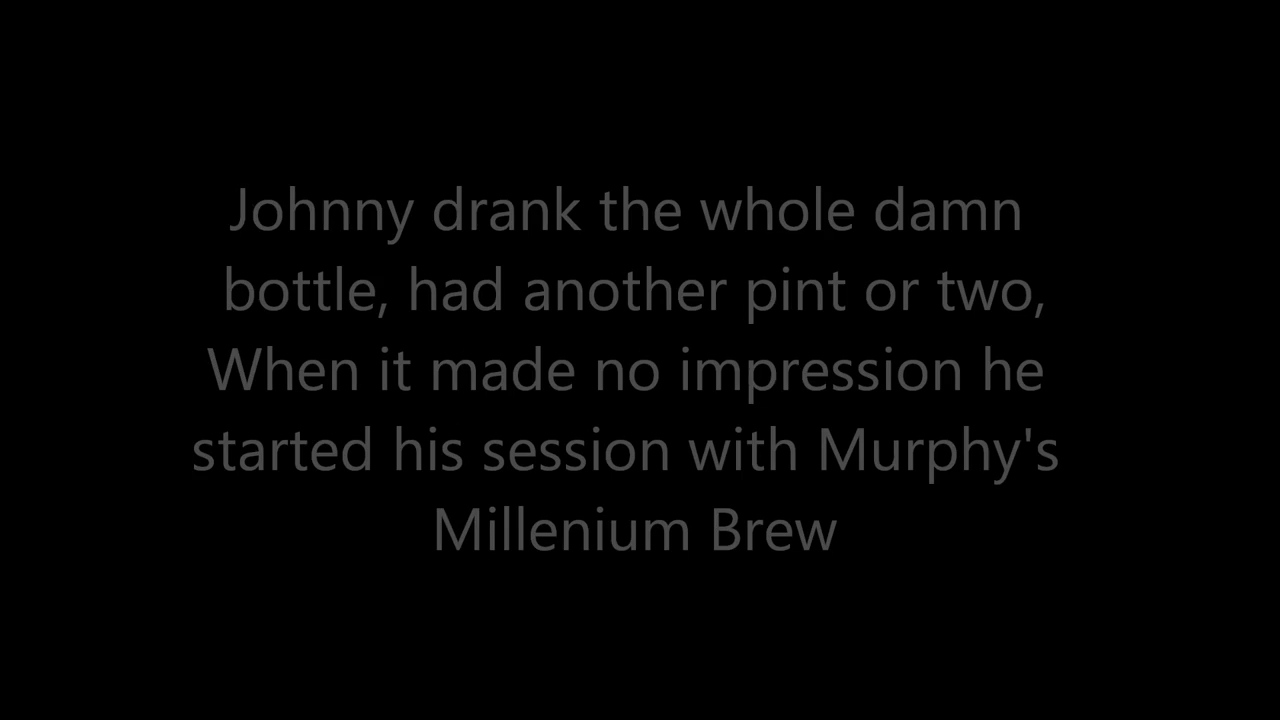 Johnny drank the whole damn
bottle, had another pint or two,
When it made no impression he
started his session with Murphy's
Millenium Brew